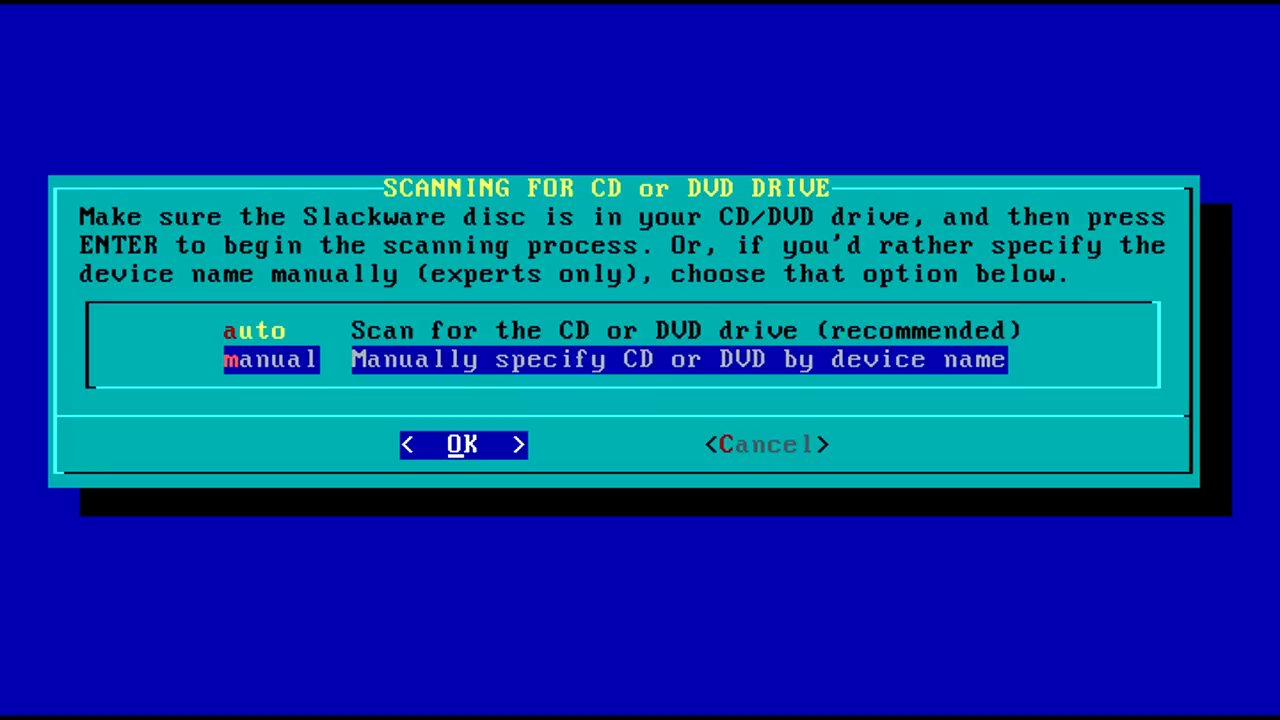 SCANNING FOR CD or DVD DRIVE
Make sure the Slackware disc is in your CD/DVD drive, and then press
ENTER to begin the scanning process. Or, if you'd rather specify the
device name manually (experts only), choose that option below.
auto Scan for the CD or DVD drive (recommended)
manual Manually specify CD or DVD by device name
< OK > <Cancel>